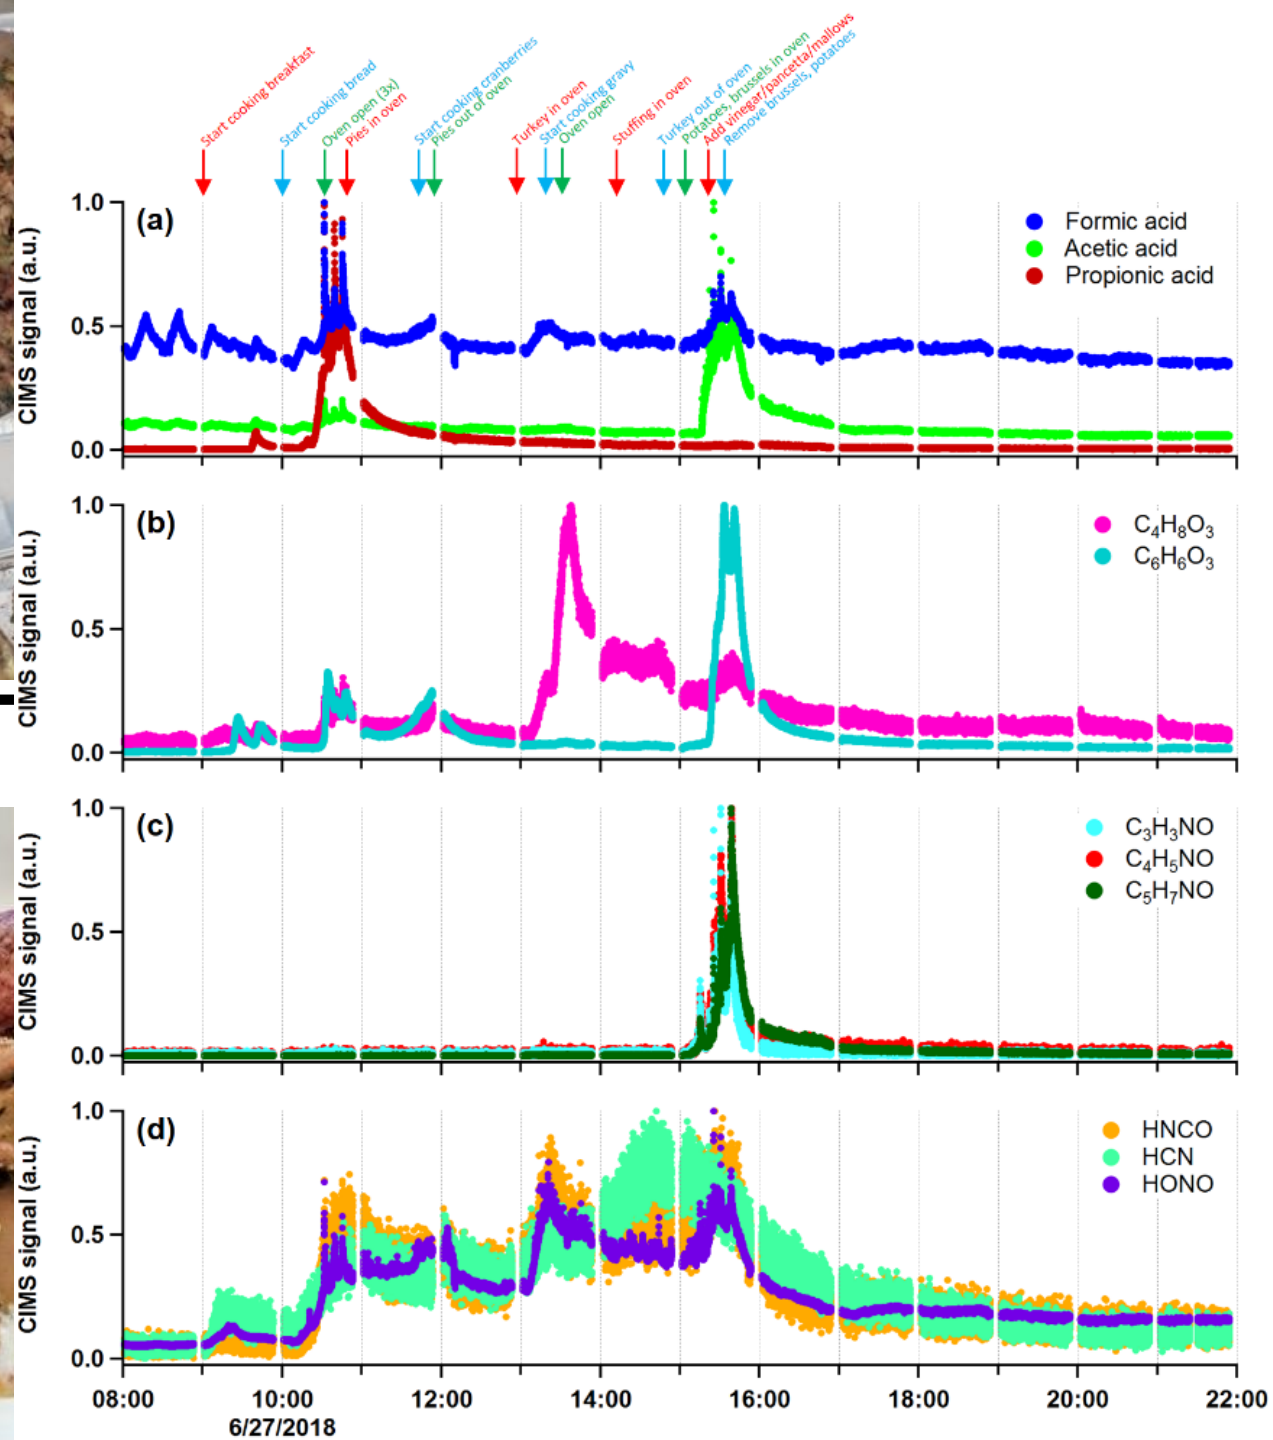 Start cooking breakfast
Start cooking bread
Oven open (3x)
Pies in oven
Start cooking cranberries
Pies out of oven
Turkey in oven
Start cooking gravy
Oven open
Stuffing in oven
Turkey out of oven
Potatoes, brussels in oven
Add vinegar/pancetta/mallows
Remove brussels, potatoes
CIMS signal (a.u.)
1.0
0.5
0.0
(a)
Formic acid
Acetic acid
Propionic acid
CIMS signal (a.u.)
1.0
0.5
0.0
(b)
C₄H₈O₃
C₆H₆O₃
CIMS signal (a.u.)
1.0
0.5
0.0
(c)
C₃H₃NO
C₄H₅NO
C₅H₇NO
CIMS signal (a.u.)
1.0
0.5
0.0
(d)
HNCO
HCN
HONO
08:00 10:00 12:00 14:00 16:00 18:00 20:00 22:00
6/27/2018